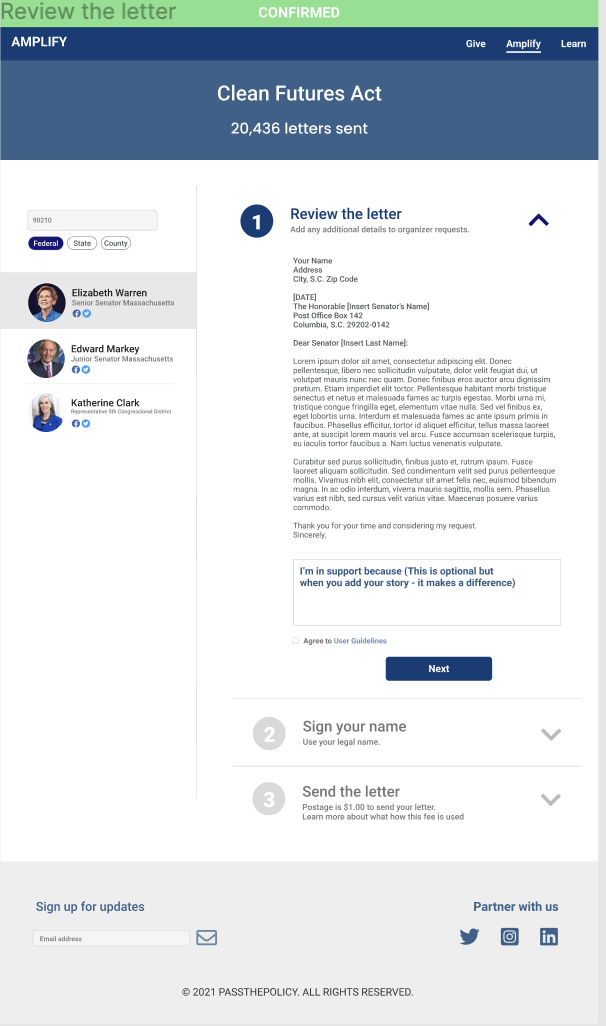 Review the letter
CONFIRMED
AMPLIFY
Give
Amplify
Learn
Clean Futures Act
20,436 letters sent
90210
Federal
State
County
Elizabeth Warren
Senior Senator Massachusetts
Edward Markey
Junior Senator Massachusetts
Katherine Clark
Representative 5th Congressional District
1
Review the letter
Add any additional details to organizer requests.
Your Name
Address
City, S.C. Zip Code
[DATE]
The Honorable [Insert Senator's Name]
Post Office Box 142
Columbia, S.C. 29202-0142
Dear Senator [Insert Last Name]:
Lorem ipsum dolor sit amet, consectetur adipiscing elit. Donec
pellentesque, libero nec sollicitudin vulputate, dolor velit feugiat dui, ut
volutpat mauris nunc nec quam. Donec finibus eros auctor arcu dignissim
pretium. Etiam imperdiet elit tortor. Pellentesque habitant morbi tristique
senectus et netus et malesuada fames ac turpis egestas. Morbi urna mi,
tristique congue fringilla eget, elementum vitae nulla. Sed vel finibus ex,
eget lobortis urna. Interdum et malesuada fames ac ante ipsum primis in
faucibus. Phasellus efficitur, tortor id aliquet efficitur, tellus massa laoreet
ante, at suscipit lorem mauris vel arcu. Fusce accumsan scelerisque turpis,
eu iaculis tortor faucibus a. Nam luctus venenatis vulputate.
Curabitur sed purus sollicitudin, finibus justo et, rutrum ipsum. Fusce
laoreet aliquam sollicitudin. Sed condimentum velit sed purus pellentesque
mollis. Vivamus nibh elit, consectetur sit amet felis nec, euismod bibendum
magna. In ac odio interdum, viverra mauris sagittis, mollis sem. Phasellus
varius est nibh, sed cursus velit varius vitae. Maecenas posuere varius
commodo.
Thank you for your time and considering my request.
Sincerely,
I'm in support because (This is optional but
when you add your story - it makes a difference)
Agree to User Guidelines
Next
2
Sign your name
Use your legal name.
3
Send the letter
Postage is $1.00 to send your letter.
Learn more about what how this fee is used
Sign up for updates
Email address
Partner with us
© 2021 PASSTHEPOLICY. ALL RIGHTS RESERVED.